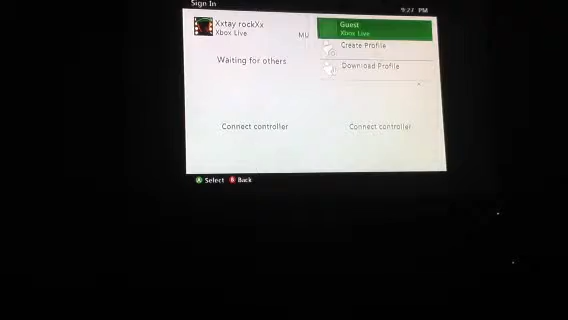 Sign In
9:27 PM
Xxtay rockXx
Xbox Live
MU
Waiting for others
Guest
Xbox Live
Create Profile
Download Profile
Connect controller
Connect controller
A Select B Back